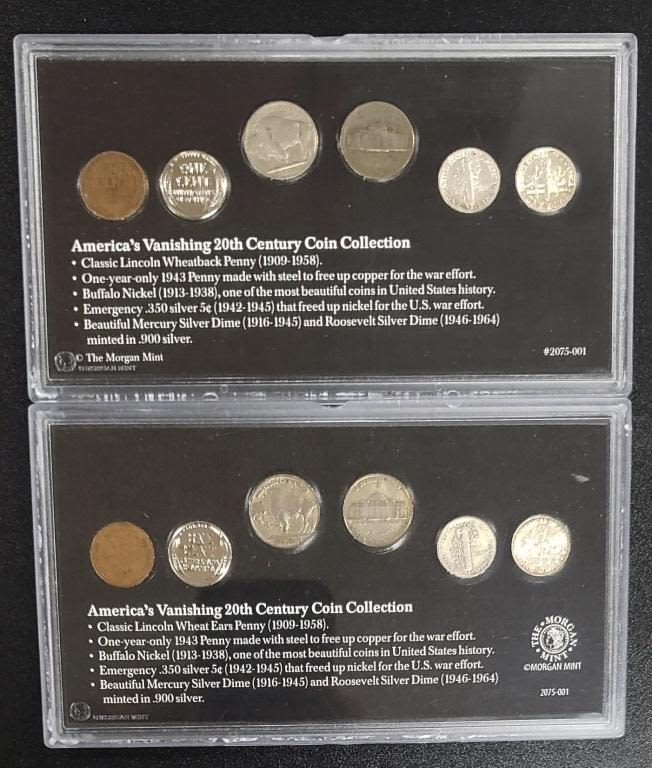 ONE
CENT
America's Vanishing 20th Century Coin Collection
• Classic Lincoln Wheatback Penny (1909-1958).
• One-year-only 1943 Penny made with steel to free up copper for the war effort.
• Buffalo Nickel (1913-1938), one of the most beautiful coins in United States history.
• Emergency .350 silver 5¢ (1942-1945) that freed up nickel for the U.S. war effort.
• Beautiful Mercury Silver Dime (1916-1945) and Roosevelt Silver Dime (1946-1964)
minted in .900 silver.
© The Morgan Mint
#2075-001
America's Vanishing 20th Century Coin Collection
• Classic Lincoln Wheat Ears Penny (1909-1958).
• One-year-only 1943 Penny made with steel to free up copper for the war effort.
• Buffalo Nickel (1913-1938), one of the most beautiful coins in United States history.
• Emergency .350 silver 5¢ (1942-1945) that freed up nickel for the U.S. war effort.
• Beautiful Mercury Silver Dime (1916-1945) and Roosevelt Silver Dime (1946-1964)
minted in .900 silver.
THE MORGAN MINT
©MORGAN MINT
2075-001